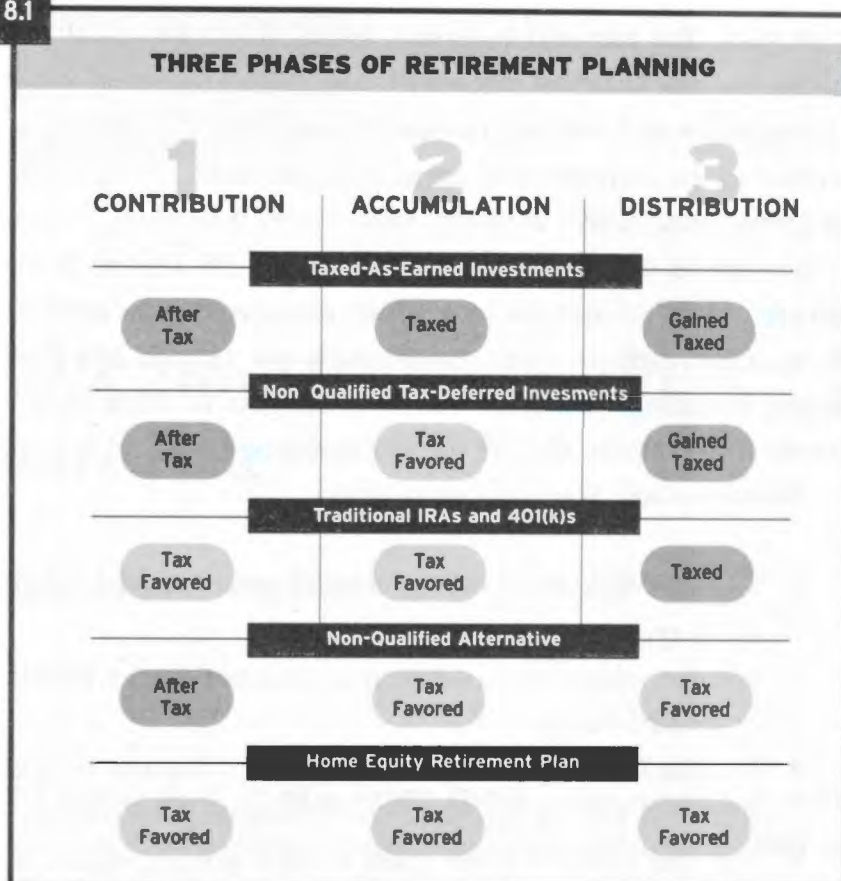 8.1
THREE PHASES OF RETIREMENT PLANNING
1 2 3
CONTRIBUTION ACCUMULATION DISTRIBUTION
Taxed-As-Earned Investments
After Taxed Gained
Tax Taxed
Non Qualified Tax-Deferred Invesments
After Tax Gained
Tax Favored Taxed
Traditional IRAs and 401(k)s
Tax Tax Taxed
Favored Favored
Non-Qualified Alternative
After Tax Tax
Tax Favored Favored
Home Equity Retirement Plan
Tax Tax Tax
Favored Favored Favored